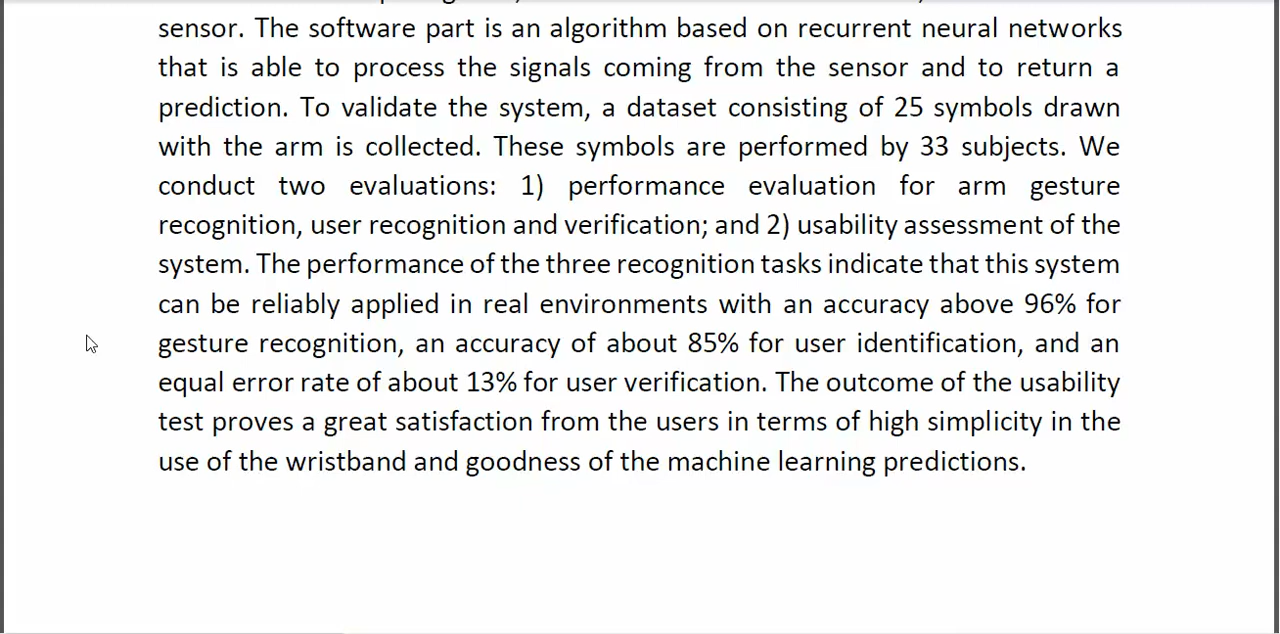 sensor. The software part is an algorithm based on recurrent neural networks
that is able to process the signals coming from the sensor and to return a
prediction. To validate the system, a dataset consisting of 25 symbols drawn
with the arm is collected. These symbols are performed by 33 subjects. We
conduct two evaluations: 1) performance evaluation for arm gesture
recognition, user recognition and verification; and 2) usability assessment of the
system. The performance of the three recognition tasks indicate that this system
can be reliably applied in real environments with an accuracy above 96% for
gesture recognition, an accuracy of about 85% for user identification, and an
equal error rate of about 13% for user verification. The outcome of the usability
test proves a great satisfaction from the users in terms of high simplicity in the
use of the wristband and goodness of the machine learning predictions.